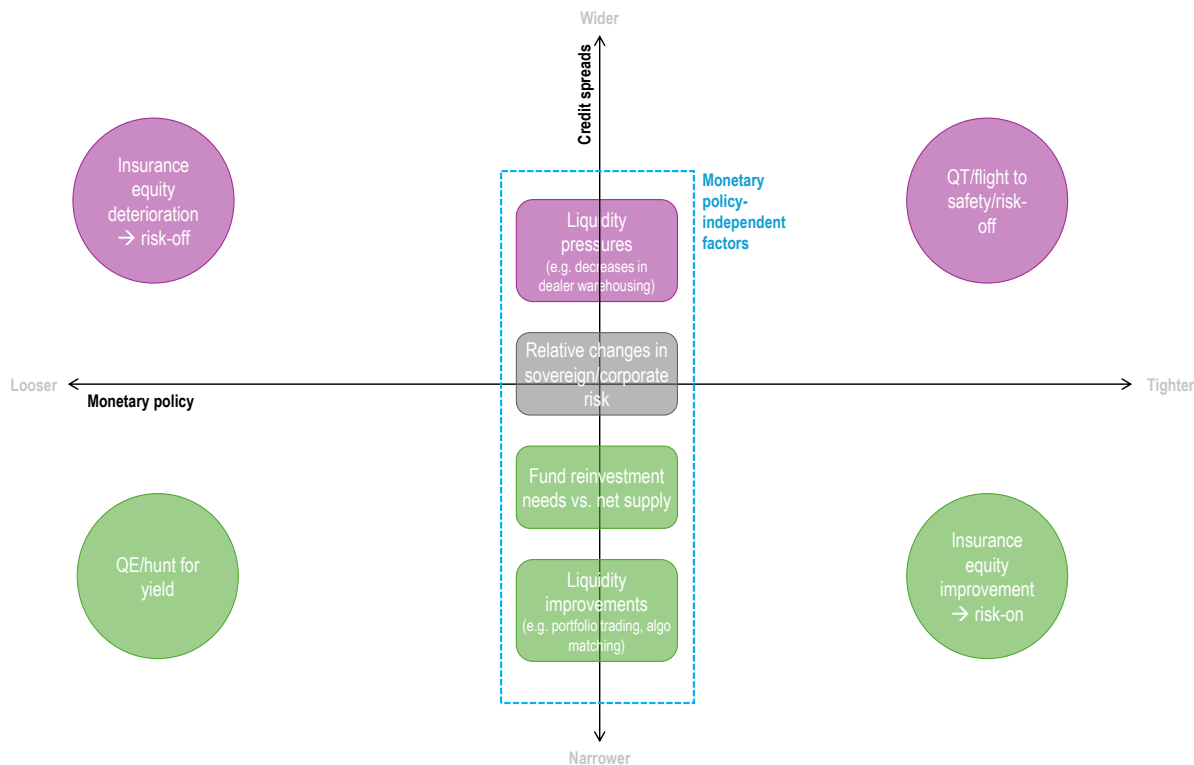 Wider
Credit spreads
Insurance
equity
deterioration
→ risk-off
Liquidity
pressures
(e.g. decreases in
dealer warehousing)
Monetary
policy-
independent
factors
QT/flight to
safety/risk-
off
Relative changes in
sovereign/corporate
risk
Looser
Monetary policy
Tighter
Fund reinvestment
needs vs. net supply
QE/hunt for
yield
Liquidity
improvements
(e.g. portfolio trading, algo
matching)
Insurance
equity
improvement
→ risk-on
Narrower